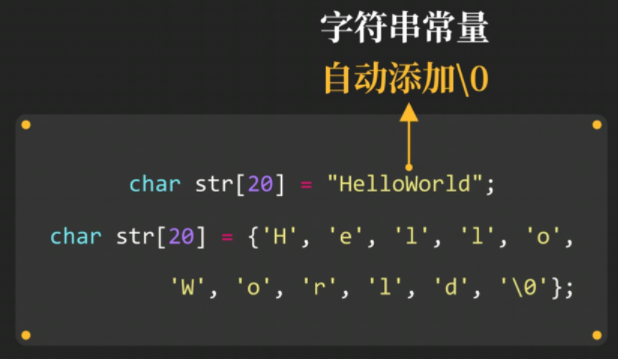 字符串常量
自动添加\0
char str[20] = "HelloWorld";
char str[20] = {'H', 'e', 'l', 'l', 'o',
'W', 'o', 'r', 'l', 'd', '\0'};